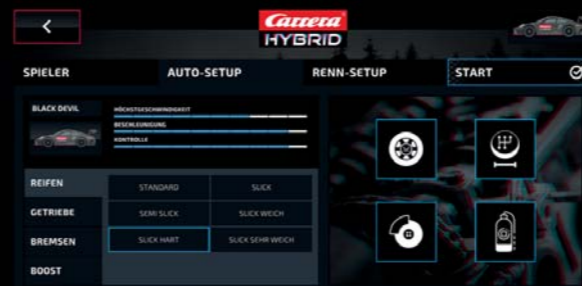 Carrera
HYBRID
SPIELER AUTO-SETUP RENN-SETUP START
BLACK DEVIL
HÖCHSTGESCHWINDIGKEIT
BESCHLEUNIGUNG
KONTROLLE
REIFEN
STANDARD SLICK
GETRIEBE
SEMI SLICK SLICK WEICH
BREMSEN
SLICK HART SLICK SEHR WEICH
BOOST